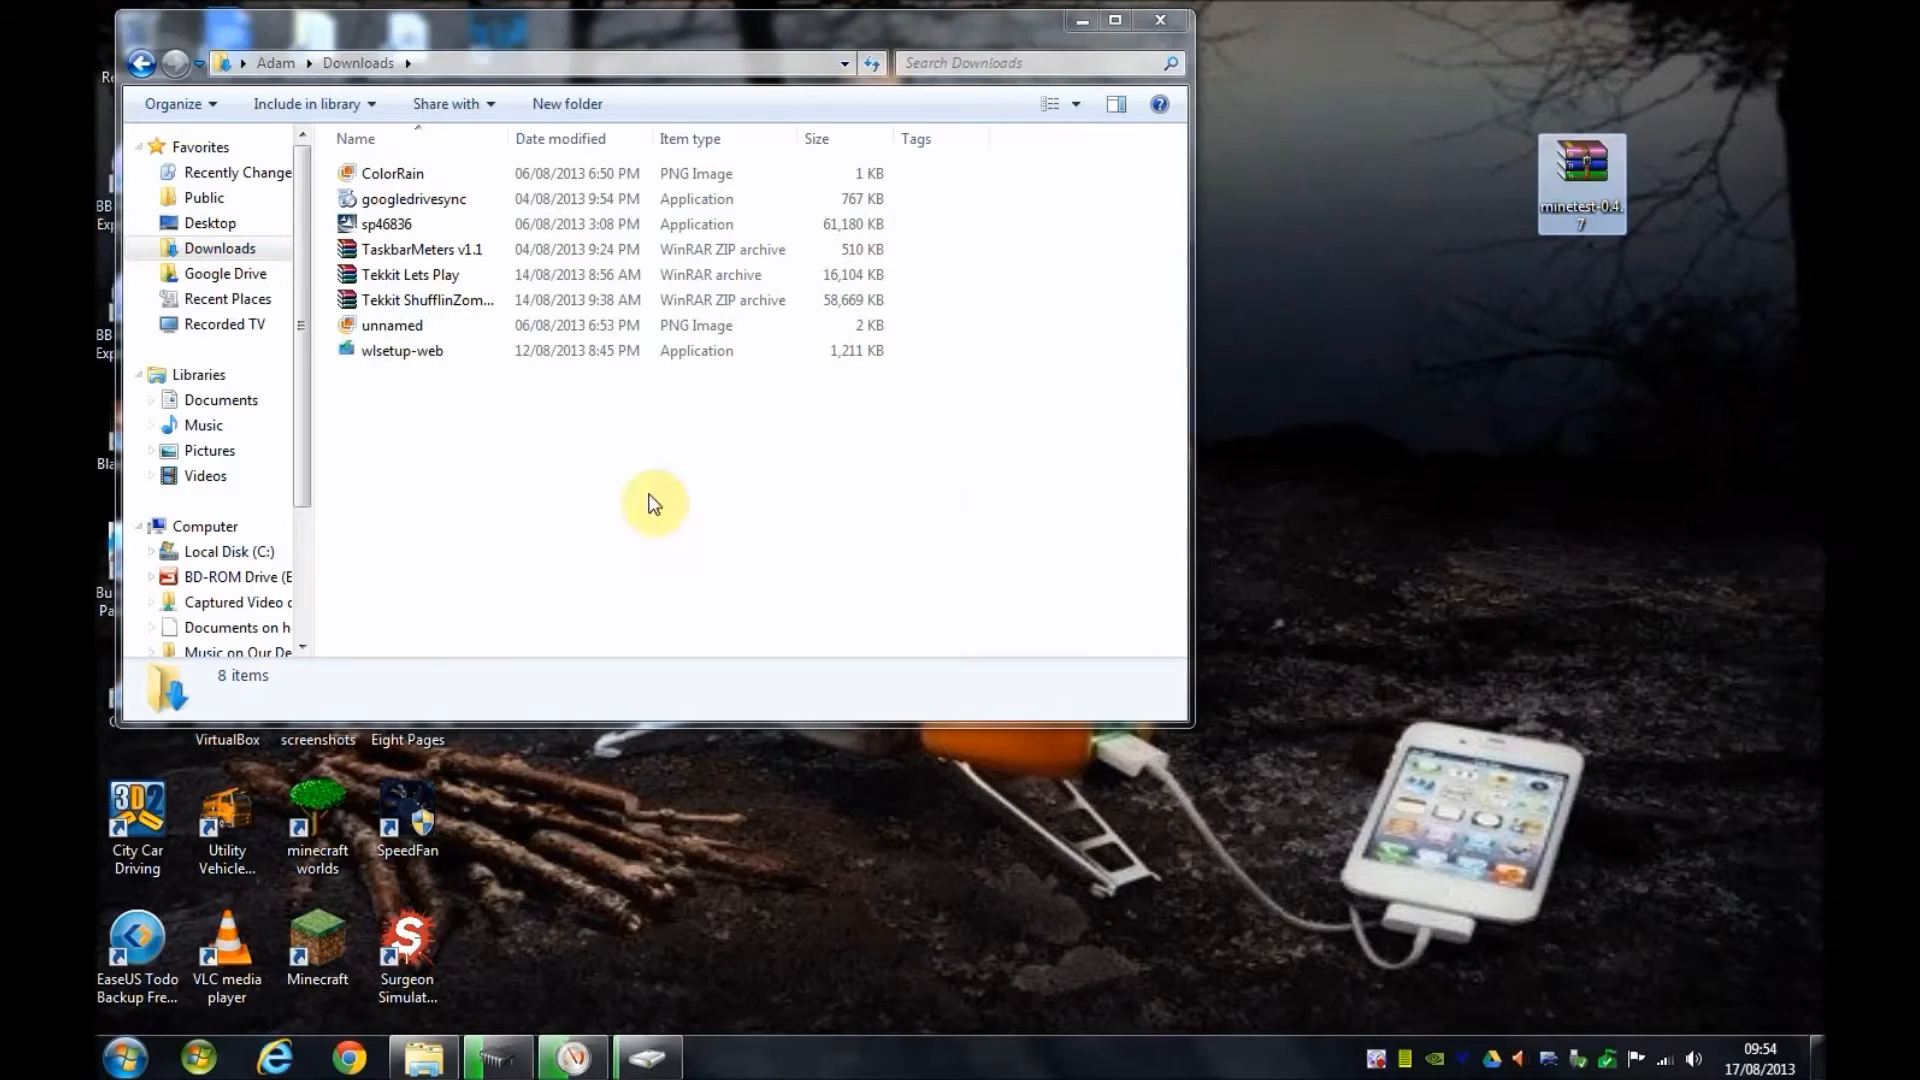 Adam Downloads
Search Downloads
Organize Include in library Share with New folder
Name Date modified Item type Size Tags
ColorRain 06/08/2013 6:50 PM PNG Image 1 KB
googledrivesync 04/08/2013 9:54 PM Application 767 KB
sp46836 06/08/2013 3:08 PM Application 61,180 KB
TaskbarMeters v1.1 04/08/2013 9:24 PM WinRAR ZIP archive 510 KB
Tekkit Lets Play 14/08/2013 8:56 AM WinRAR archive 16,104 KB
Tekkit ShufflinZom... 14/08/2013 9:38 AM WinRAR ZIP archive 58,669 KB
unnamed 06/08/2013 6:53 PM PNG Image 2 KB
wlsetup-web 12/08/2013 8:45 PM Application 1,211 KB
Favorites
Recently Change
Public
Desktop
Downloads
Google Drive
Recent Places
Recorded TV
Libraries
Documents
Music
Pictures
Videos
Computer
Local Disk (C:)
BD-ROM Drive (E
Captured Video o
Documents on h
Music on Our De
8 items
minetest-0.4.
7
Re
BB
Exp
BB
Exp
Bla
Bu
Pa
VirtualBox
screenshots
Eight Pages
3D2
City Car
Driving
Utility
Vehicle...
minecraft
worlds
SpeedFan
EaseUS Todo
Backup Fre...
VLC media
player
Minecraft
S
Surgeon
Simulat...
09:54
17/08/2013